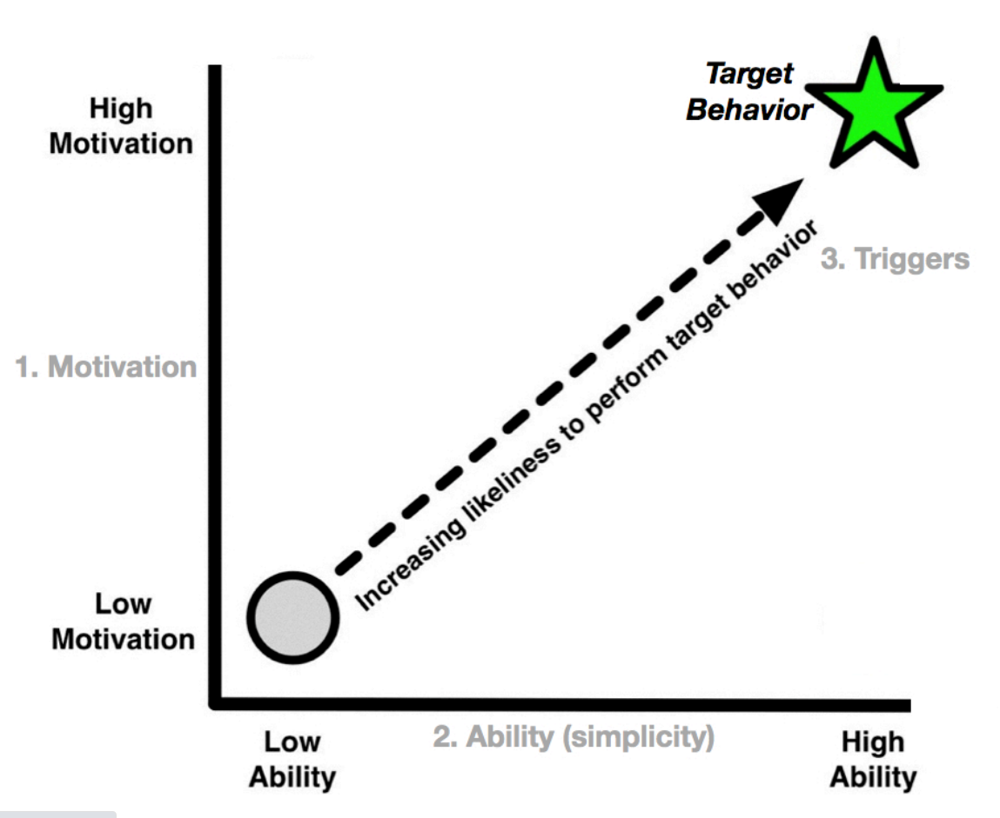 Target
Behavior
High
Motivation
3. Triggers
1. Motivation
Increasing likeliness to perform target behavior
Low
Motivation
2. Ability (simplicity)
Low
Ability
High
Ability